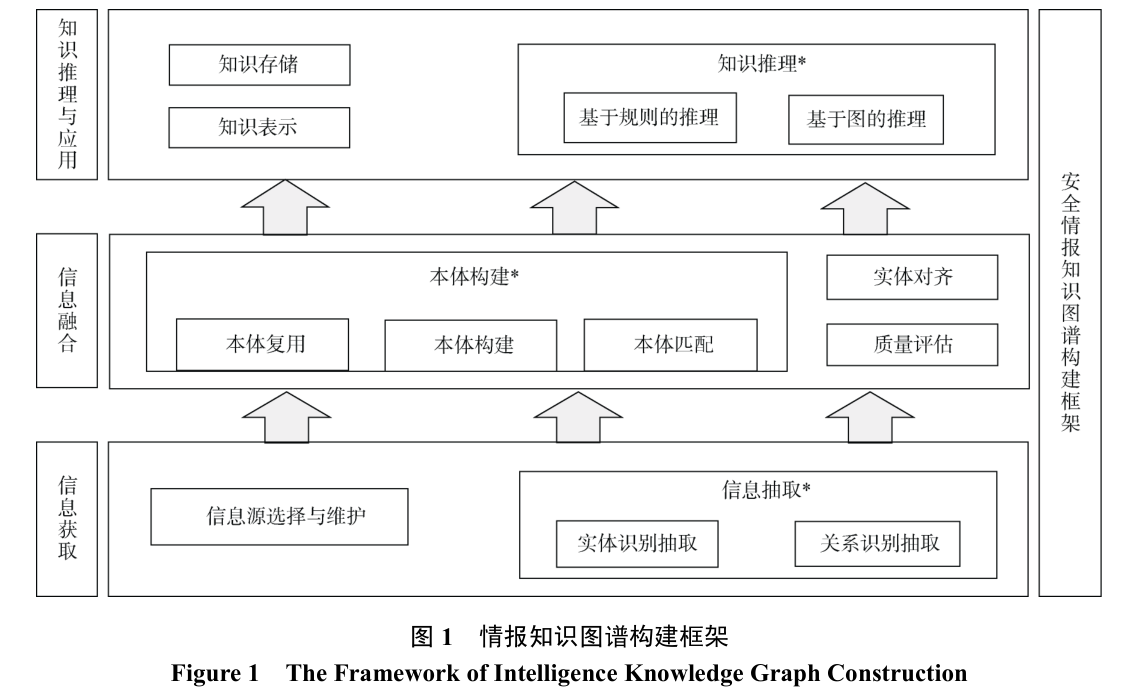 知识推理与应用
知识存储
知识表示
知识推理*
基于规则的推理
基于图的推理
信息融合
本体构建*
本体复用
本体构建
本体匹配
实体对齐
质量评估
信息获取
信息源选择与维护
信息抽取*
实体识别抽取
关系识别抽取
安全情报知识图谱构建框架
图 1 情报知识图谱构建框架
Figure 1 The Framework of Intelligence Knowledge Graph Construction